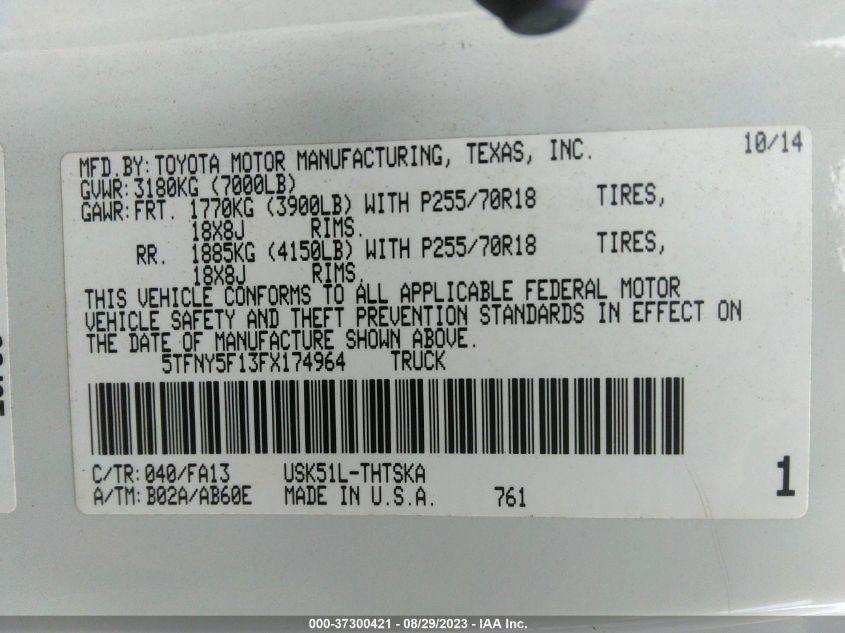 MFD.BY: TOYOTA MOTOR MANUFACTURING, TEXAS, INC. 10/14
GVWR: 3180KG (7000LB)
GAWR: FRT. 1770KG (3900LB) WITH P255/70R18 TIRES,
18X8J RIMS.
RR. 1885KG (4150LB) WITH P255/70R18 TIRES,
18X8J RIMS.
THIS VEHICLE CONFORMS TO ALL APPLICABLE FEDERAL MOTOR
VEHICLE SAFETY AND THEFT PREVENTION STANDARDS IN EFFECT ON
THE DATE OF MANUFACTURE SHOWN ABOVE.
5TFNY5F13FX174964 TRUCK
C/TR: 040/FA13 USK51L-THTSKA
A/TM: B02A/AB60E MADE IN U.S.A. 761
1
000-37300421 - 08/29/2023 - IAA Inc.